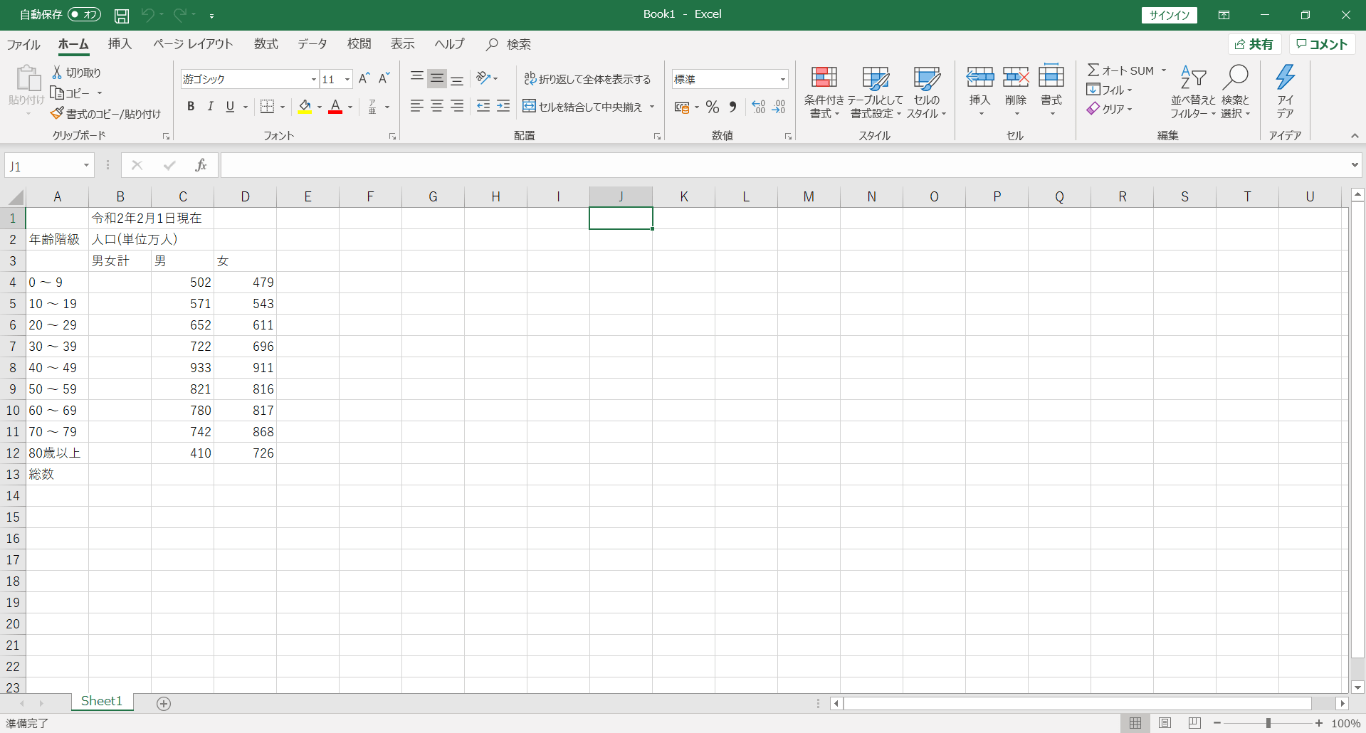 自動保存 オフ Book1 - Excel サインイン
ファイル ホーム 挿入 ページ レイアウト 数式 データ 校閲 表示 ヘルプ 検索 共有 コメント
貼り付け 切り取り コピー 書式のコピー/貼り付け クリップボード
游ゴシック 11 B I U A A A フォント
折り返して全体を表示する セルを結合して中央揃え 配置
標準 % 数値
条件付き書式 テーブルとして書式設定 セルのスタイル スタイル
挿入 削除 書式 セル
オート SUM フィル クリア 並べ替えとフィルター 検索と選択 編集
アイデア アイデア
J1 fx
A B C D E F G H I J K L M N O P Q R S T U
1 令和2年2月1日現在
2 年齢階級 人口(単位万人)
3 男女計 男 女
4 0 ～ 9 502 479
5 10 ～ 19 571 543
6 20 ～ 29 652 611
7 30 ～ 39 722 696
8 40 ～ 49 933 911
9 50 ～ 59 821 816
10 60 ～ 69 780 817
11 70 ～ 79 742 868
12 80歳以上 410 726
13 総数
14
15
16
17
18
19
20
21
22
23
Sheet1
準備完了 100%